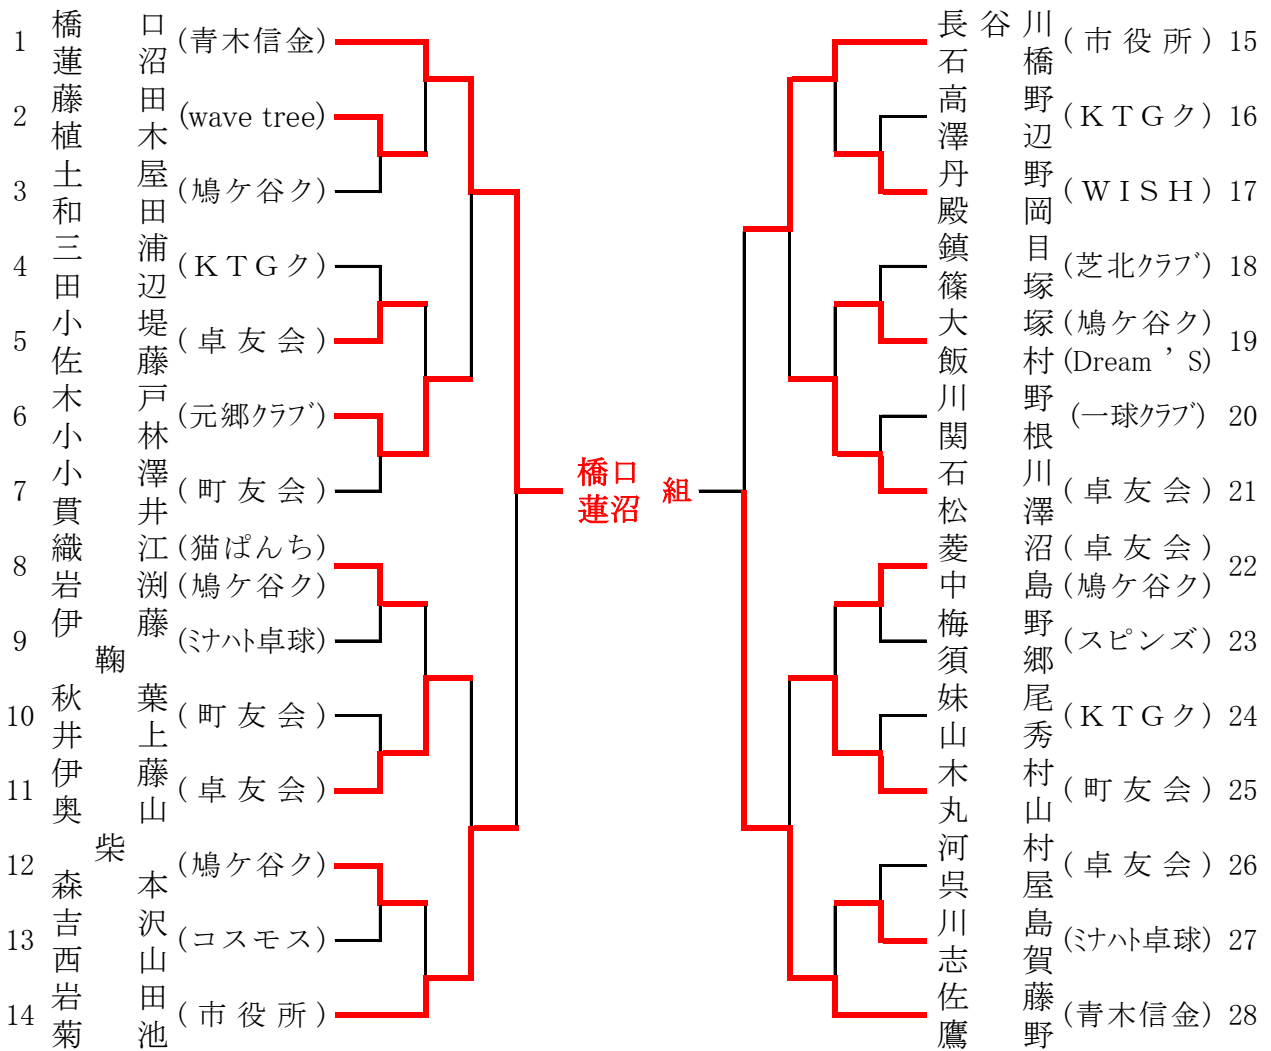 1 橋口 (青木信金)
蓮沼
2 藤田 (wave tree)
植木
3 土屋 (鳩ケ谷ク)
和田
4 三浦 (ＫＴＧク)
田辺
5 小堤 (卓友会)
佐藤
6 木戸 (元郷ｸﾗﾌﾞ)
小林
7 小澤 (町友会)
貫井
8 織江 (猫ぱんち)
岩渕 (鳩ケ谷ク)
9 伊藤 (ﾐﾅﾊﾄ卓球)
鞠
10 秋葉 (町友会)
井上
11 伊藤 (卓友会)
奥山
12 柴 (鳩ケ谷ク)
森本
13 吉沢 (コスモス)
西山
14 岩田 (市役所)
菊池
橋口
蓮沼 組
長谷川 (市役所) 15
石橋
高野 (ＫＴＧク) 16
澤辺
丹野 (ＷＩＳＨ) 17
殿岡
鎮目 (芝北ｸﾗﾌﾞ) 18
篠塚
大塚 (鳩ケ谷ク) 19
飯村 (Dream ’ S)
川野 (一球ｸﾗﾌﾞ) 20
関根
石川 (卓友会) 21
松澤
菱沼 (卓友会) 22
中島 (鳩ケ谷ク)
梅野 (スピンズ) 23
須郷
妹尾 (ＫＴＧク) 24
山秀
木村 (町友会) 25
丸山
河村 (卓友会) 26
呉屋
川島 (ﾐﾅﾊﾄ卓球) 27
志賀
佐藤 (青木信金) 28
鷹野